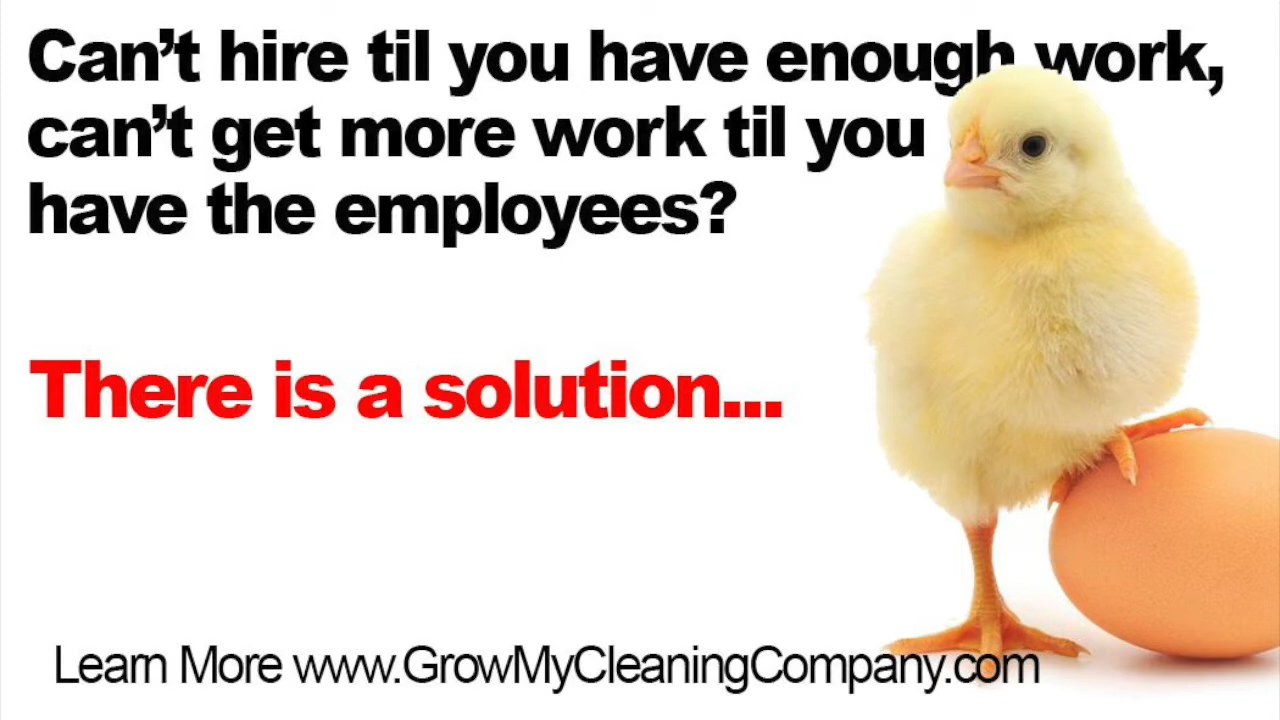 Can’t hire til you have enough work,
can’t get more work til you
have the employees?
There is a solution...
Learn More www.GrowMyCleaningCompany.com